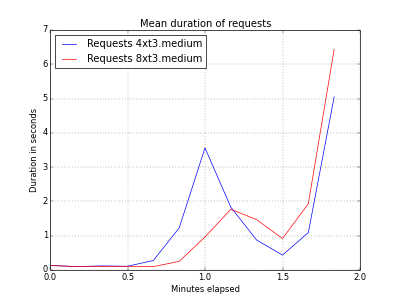 Mean duration of requests
7
6
5
4
3
2
1
0
Duration in seconds
Requests 4xt3.medium
Requests 8xt3.medium
0.0 0.5 1.0 1.5 2.0
Minutes elapsed